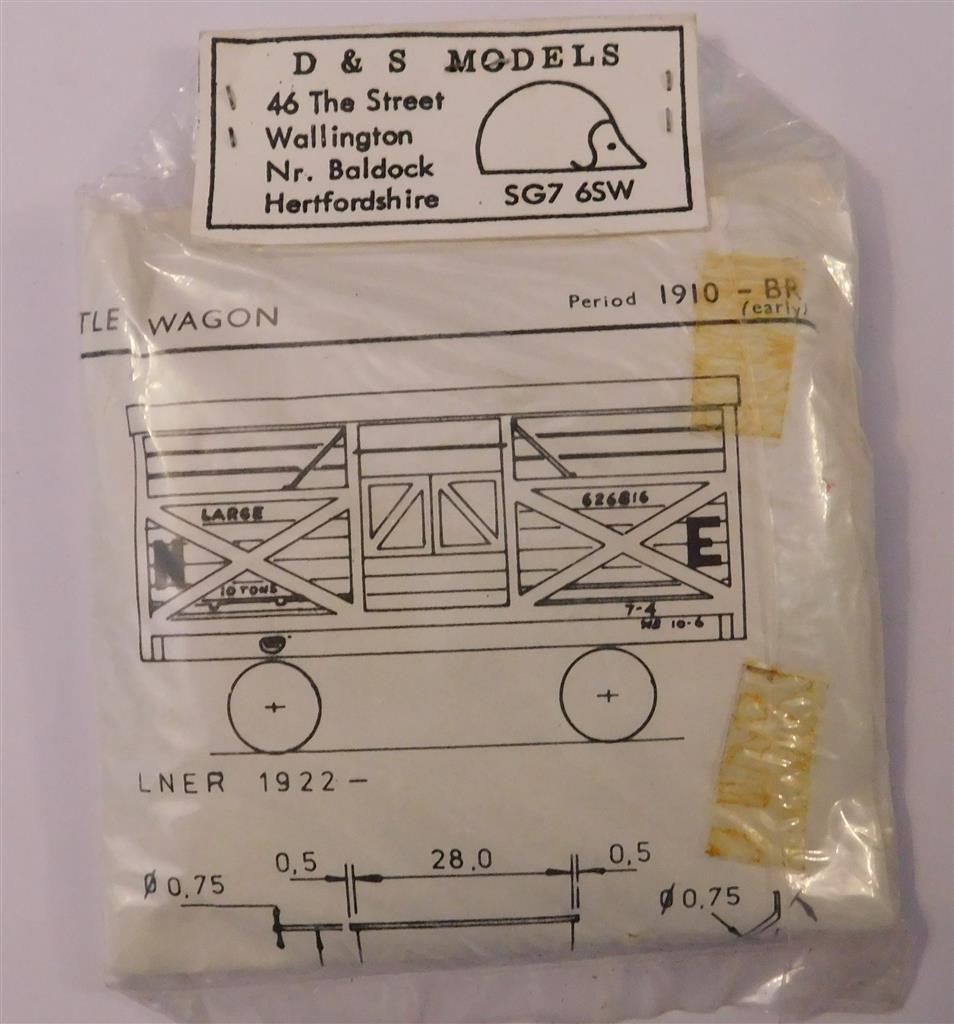 D & S MODELS
46 The Street
Wallington
Nr. Baldock
Hertfordshire
SG7 6SW
TLE WAGON
Period 1910 - BR
(early)
LARGE
626816
N
E
10 TONS
7-4
WB 10-6
LNER 1922 -
0,5
28,0
0,5
Ø 0,75
Ø 0,75